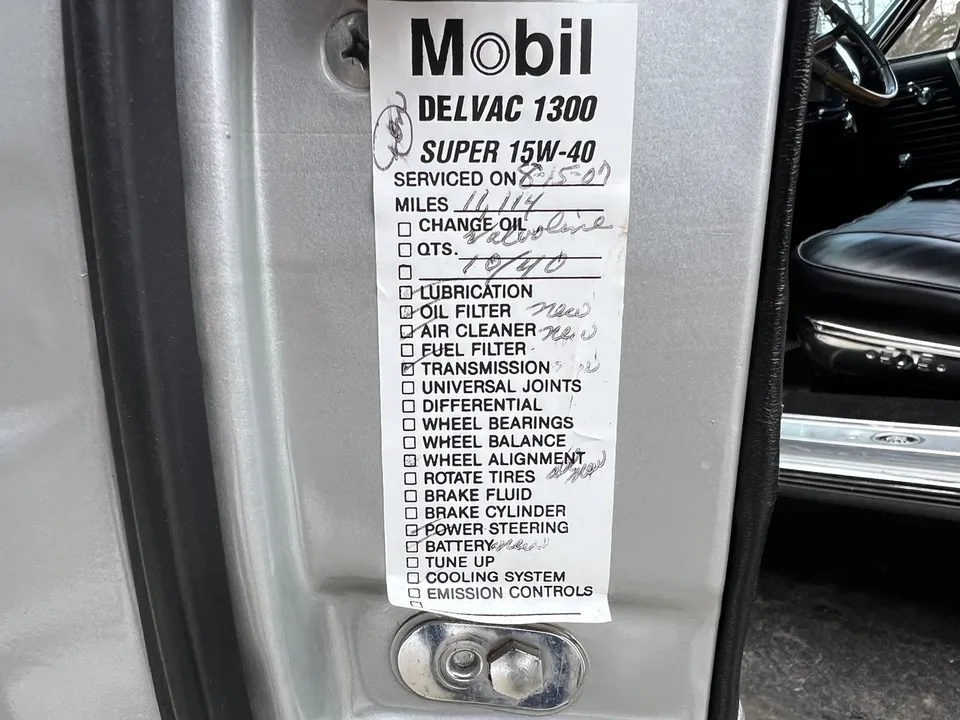 Mobil
DELVAC 1300
SUPER 15W-40
SERVICED ON 8-15-07
MILES 11,114
CHANGE OIL Valvoline
QTS. 10/40
LUBRICATION
OIL FILTER new
AIR CLEANER new
FUEL FILTER
TRANSMISSION
UNIVERSAL JOINTS
DIFFERENTIAL
WHEEL BEARINGS
WHEEL BALANCE
WHEEL ALIGNMENT
ROTATE TIRES all new
BRAKE FLUID
BRAKE CYLINDER
POWER STEERING
BATTERY new
TUNE UP
COOLING SYSTEM
EMISSION CONTROLS